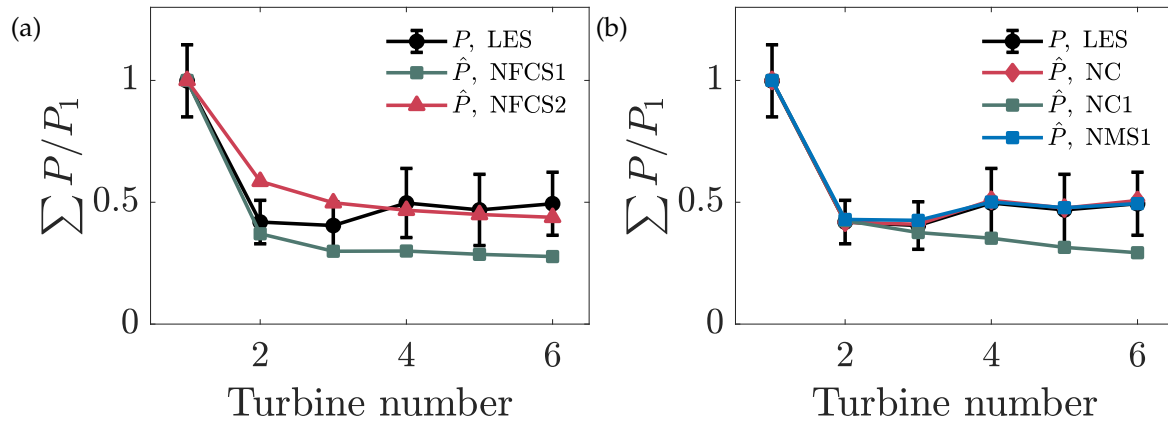 (a)
P, LES
P̂, NFCS1
P̂, NFCS2
1
0.5
0
∑ P/P₁
2
4
6
Turbine number
(b)
P, LES
P̂, NC
P̂, NC1
P̂, NMS1
1
0.5
0
∑ P/P₁
2
4
6
Turbine number